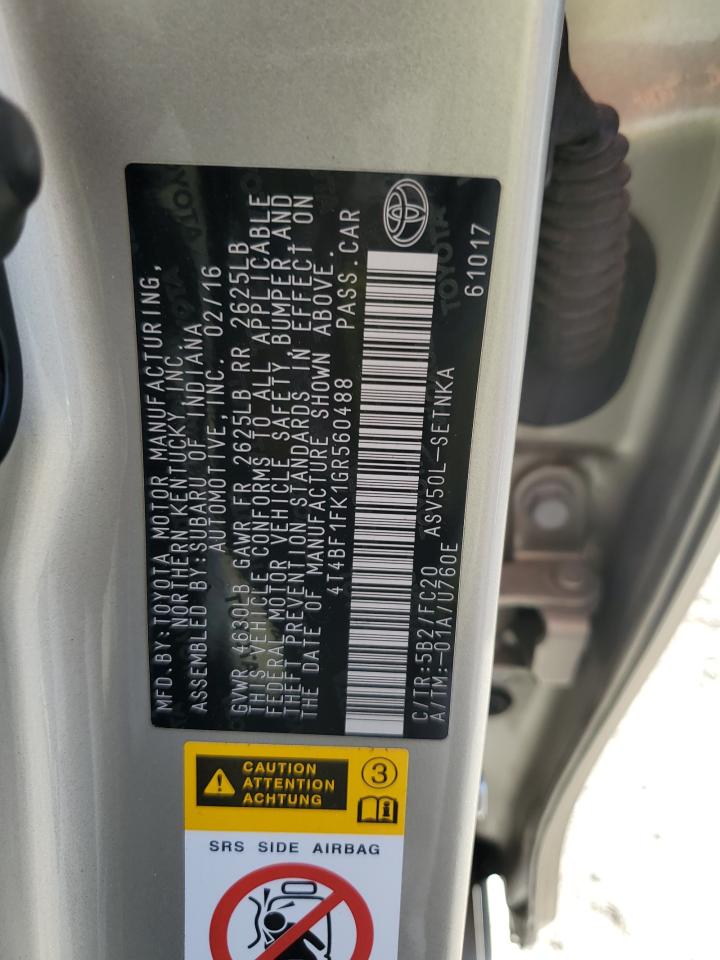 MFD. BY: TOYOTA MOTOR MANUFACTURING,
NORTHERN KENTUCKY, INC.
ASSEMBLED BY: SUBARU OF INDIANA
AUTOMOTIVE, INC. 02/16
GVWR 4630LB GAWR FR 2625LB RR 2625LB
THIS VEHICLE CONFORMS TO ALL APPLICABLE
FEDERAL MOTOR VEHICLE SAFETY, BUMPER AND
THEFT PREVENTION STANDARDS IN EFFECT ON
THE DATE OF MANUFACTURE SHOWN ABOVE.
4T4BF1FK1GR560488 PASS. CAR
C/TR:5B2/FC20 ASV50L-SETNKA
A/TM:-01A/U760E 61017
TOYOTA
CAUTION
ATTENTION
ACHTUNG
3
SRS SIDE AIRBAG